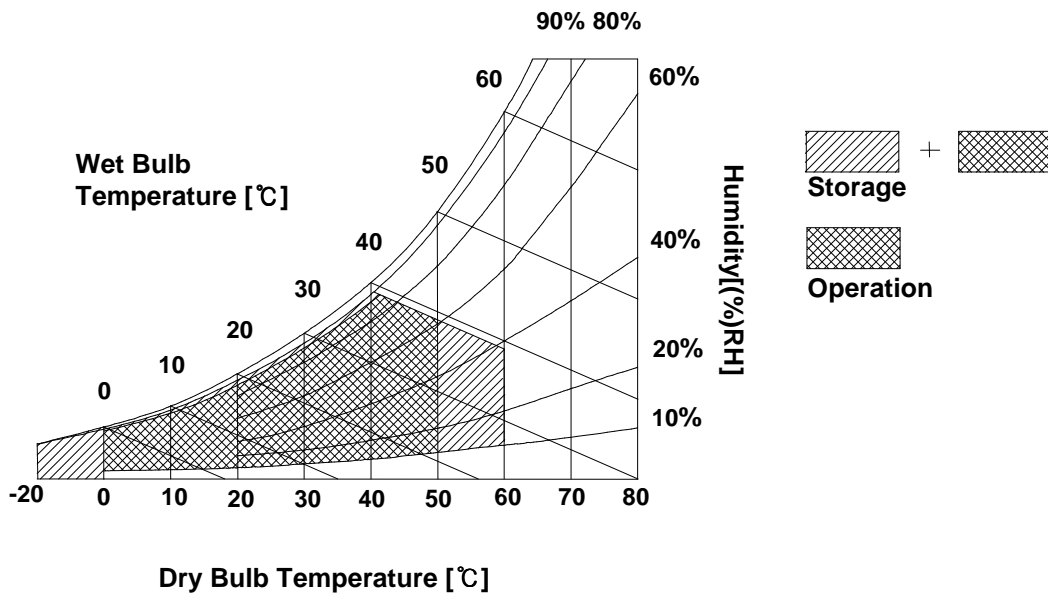 90% 80%
60
60%
Wet Bulb
Temperature [℃]
50
Storage
+
40
40%
Humidity[(%)RH]
Operation
30
20
20%
10
0
10%
-20 0 10 20 30 40 50 60 70 80
Dry Bulb Temperature [℃]